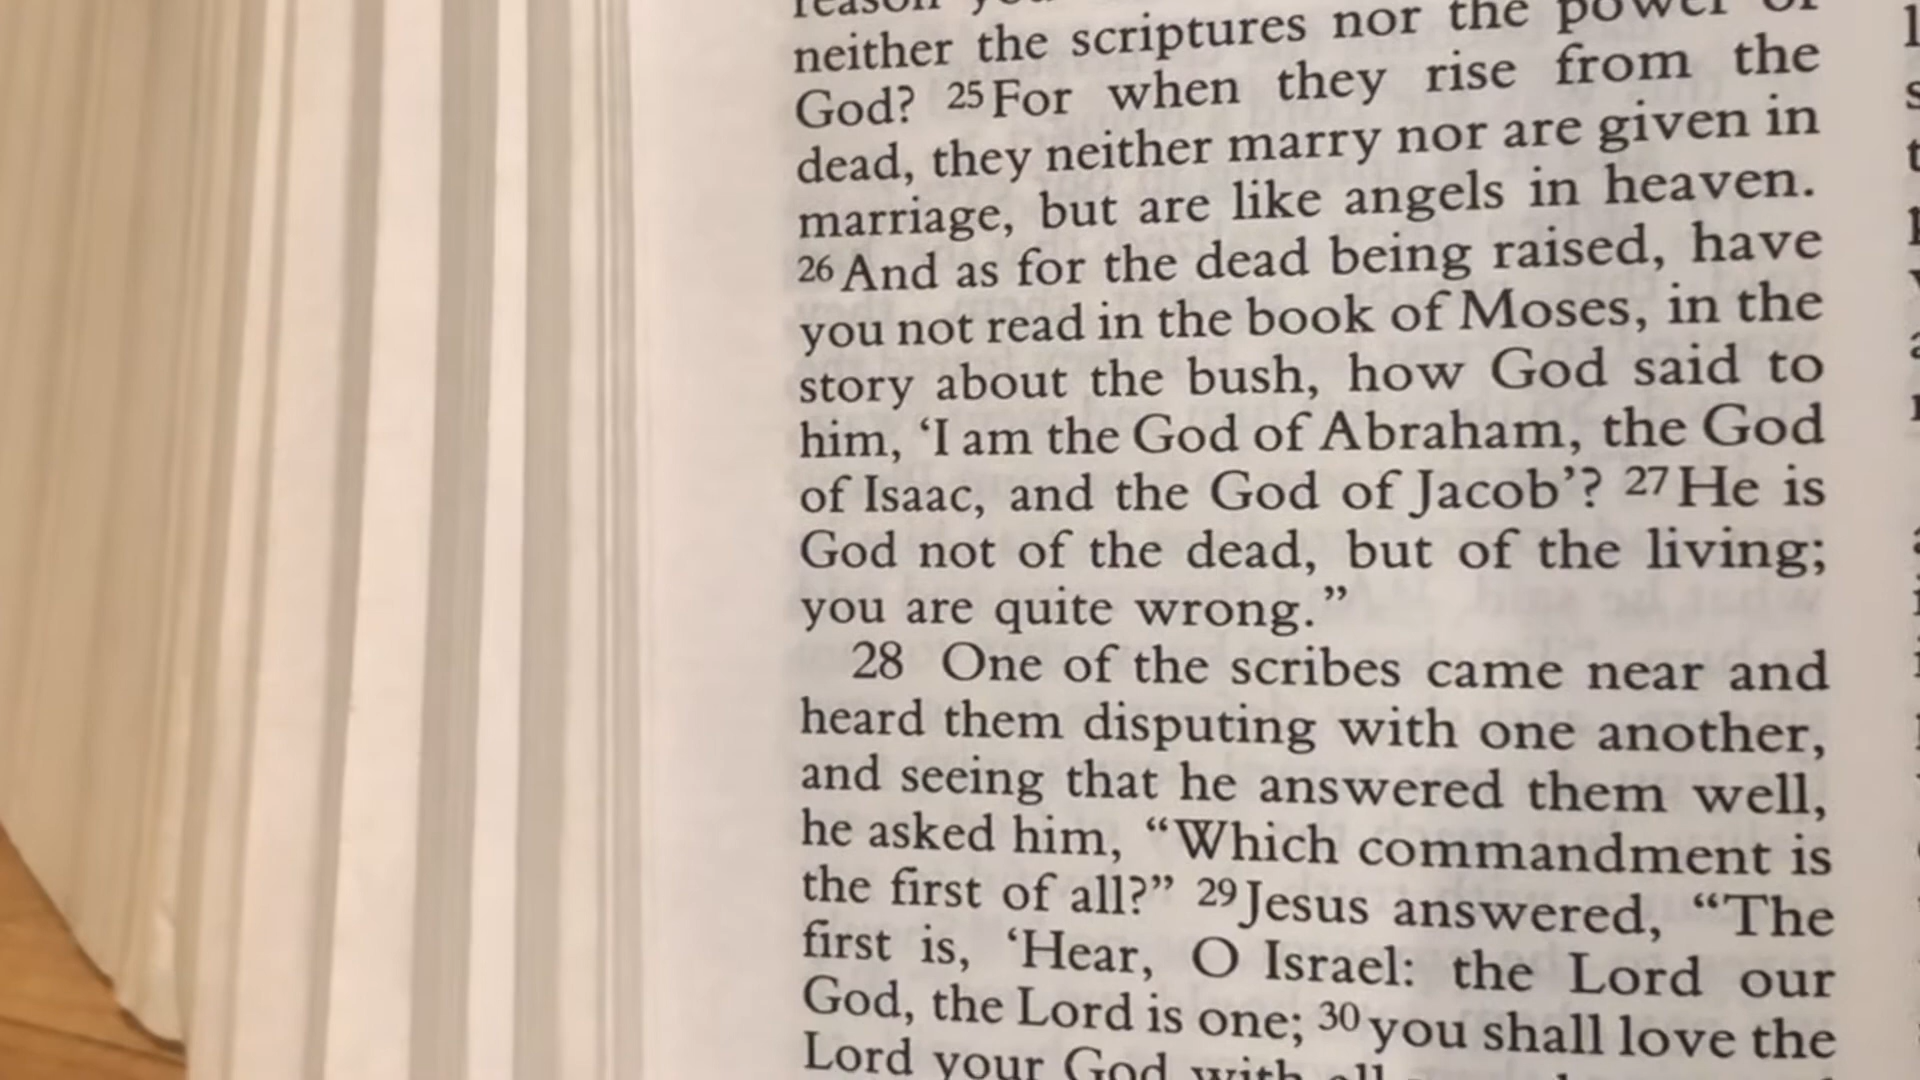 reason you
neither the scriptures nor the power of
God? 25 For when they rise from the
dead, they neither marry nor are given in
marriage, but are like angels in heaven.
26 And as for the dead being raised, have
you not read in the book of Moses, in the
story about the bush, how God said to
him, ‘I am the God of Abraham, the God
of Isaac, and the God of Jacob’? 27 He is
God not of the dead, but of the living;
you are quite wrong.”
28 One of the scribes came near and
heard them disputing with one another,
and seeing that he answered them well,
he asked him, “Which commandment is
the first of all?” 29 Jesus answered, “The
first is, ‘Hear, O Israel: the Lord our
God, the Lord is one; 30 you shall love the
Lord your God with all